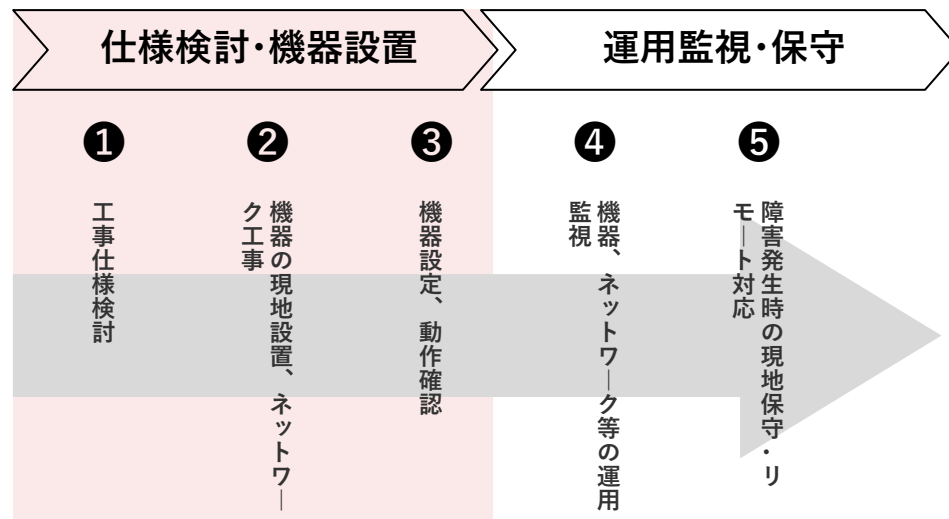 仕様検討・機器設置
運用監視・保守
❶
❷
❸
❹
❺
工事仕様検討
機器の現地設置、ネットワー
ク工事
機器設定、動作確認
機器、ネットワーク等の運用
監視
障害発生時の現地保守・リ
モート対応